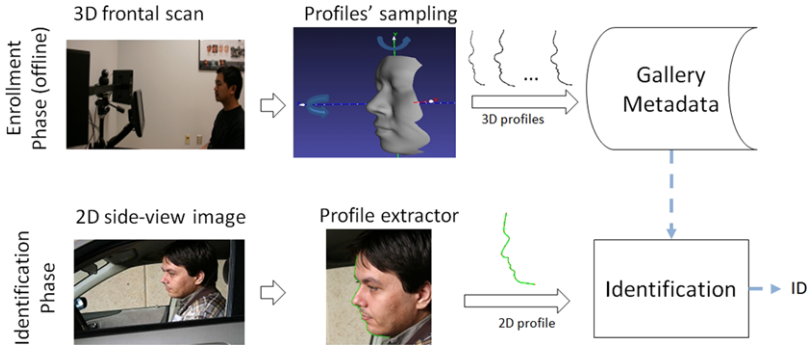 3D frontal scan
Profiles' sampling
Enrollment
Phase (offline)
3D profiles
...
Gallery
Metadata
2D side-view image
Profile extractor
Identification
Phase
2D profile
Identification
ID